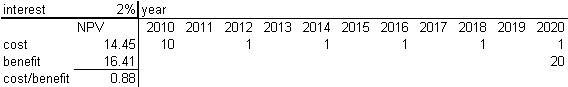 interest 2% year
NPV 2010 2011 2012 2013 2014 2015 2016 2017 2018 2019 2020
cost 14.45 10 1 1 1 1 1
benefit 16.41 20
cost/benefit 0.88